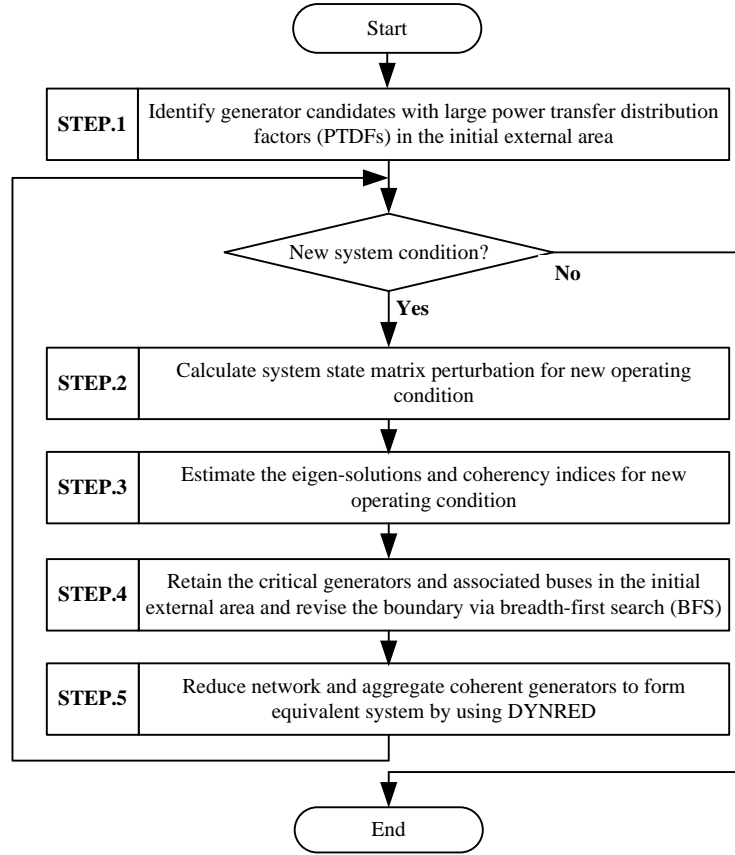 Start
STEP.1
Identify generator candidates with large power transfer distribution
factors (PTDFs) in the initial external area
New system condition?
No
Yes
STEP.2
Calculate system state matrix perturbation for new operating
condition
STEP.3
Estimate the eigen-solutions and coherency indices for new
operating condition
STEP.4
Retain the critical generators and associated buses in the initial
external area and revise the boundary via breadth-first search (BFS)
STEP.5
Reduce network and aggregate coherent generators to form
equivalent system by using DYNRED
End